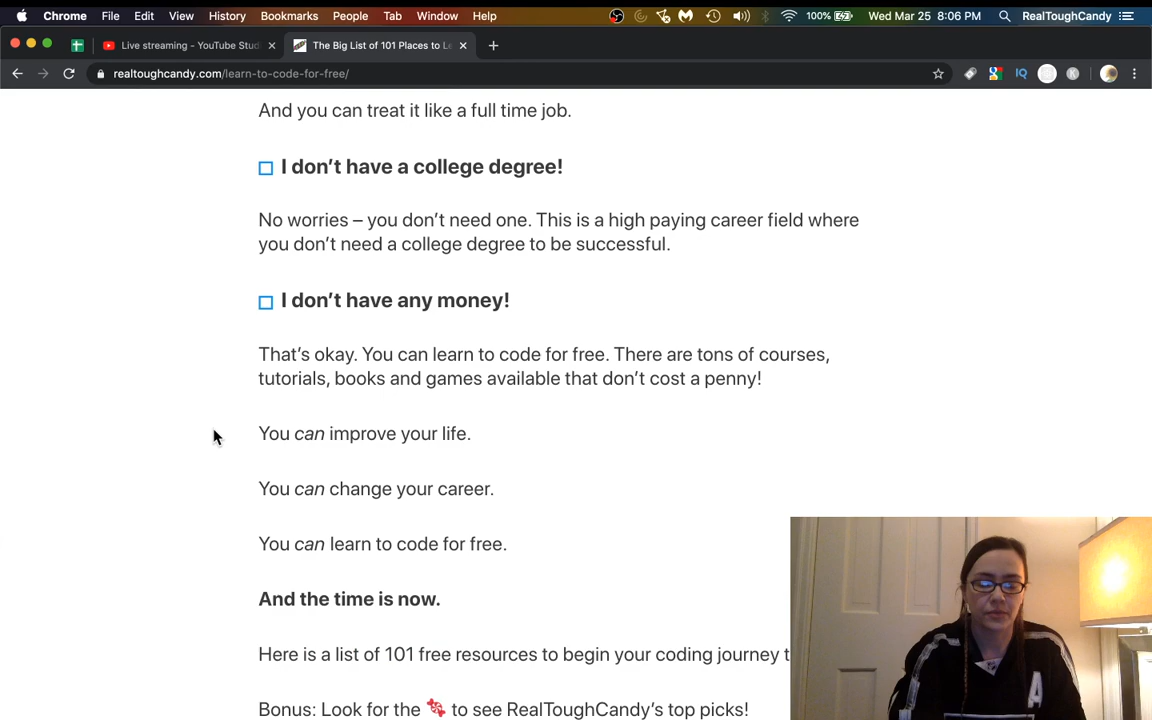 Chrome File Edit View History Bookmarks People Tab Window Help 100% Wed Mar 25 8:06 PM RealToughCandy
Live streaming - YouTube Stud The Big List of 101 Places to Le
realtoughcandy.com/learn-to-code-for-free/ IQ K
And you can treat it like a full time job.
I don’t have a college degree!
No worries – you don’t need one. This is a high paying career field where
you don’t need a college degree to be successful.
I don’t have any money!
That’s okay. You can learn to code for free. There are tons of courses,
tutorials, books and games available that don’t cost a penny!
You can improve your life.
You can change your career.
You can learn to code for free.
And the time is now.
Here is a list of 101 free resources to begin your coding journey t
Bonus: Look for the 🍬 to see RealToughCandy’s top picks!
A